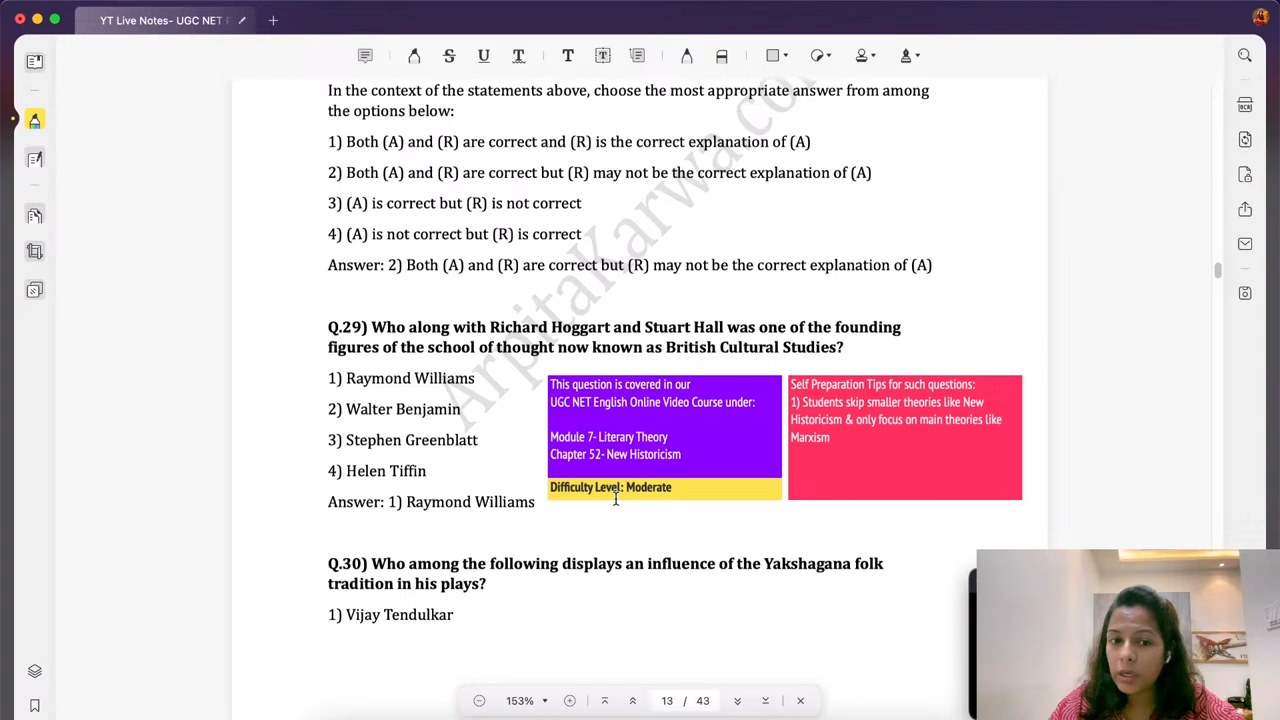 YT Live Notes- UGC NET P
In the context of the statements above, choose the most appropriate answer from among
the options below:
1) Both (A) and (R) are correct and (R) is the correct explanation of (A)
2) Both (A) and (R) are correct but (R) may not be the correct explanation of (A)
3) (A) is correct but (R) is not correct
4) (A) is not correct but (R) is correct
Answer: 2) Both (A) and (R) are correct but (R) may not be the correct explanation of (A)
ArpitaKarwa.co
Q.29) Who along with Richard Hoggart and Stuart Hall was one of the founding
figures of the school of thought now known as British Cultural Studies?
1) Raymond Williams
2) Walter Benjamin
3) Stephen Greenblatt
4) Helen Tiffin
Answer: 1) Raymond Williams
This question is covered in our
UGC NET English Online Video Course under:
Module 7- Literary Theory
Chapter 52- New Historicism
Difficulty Level: Moderate
Self Preparation Tips for such questions:
1) Students skip smaller theories like New
Historicism & only focus on main theories like
Marxism
Q.30) Who among the following displays an influence of the Yakshagana folk
tradition in his plays?
1) Vijay Tendulkar
153%
13 / 43